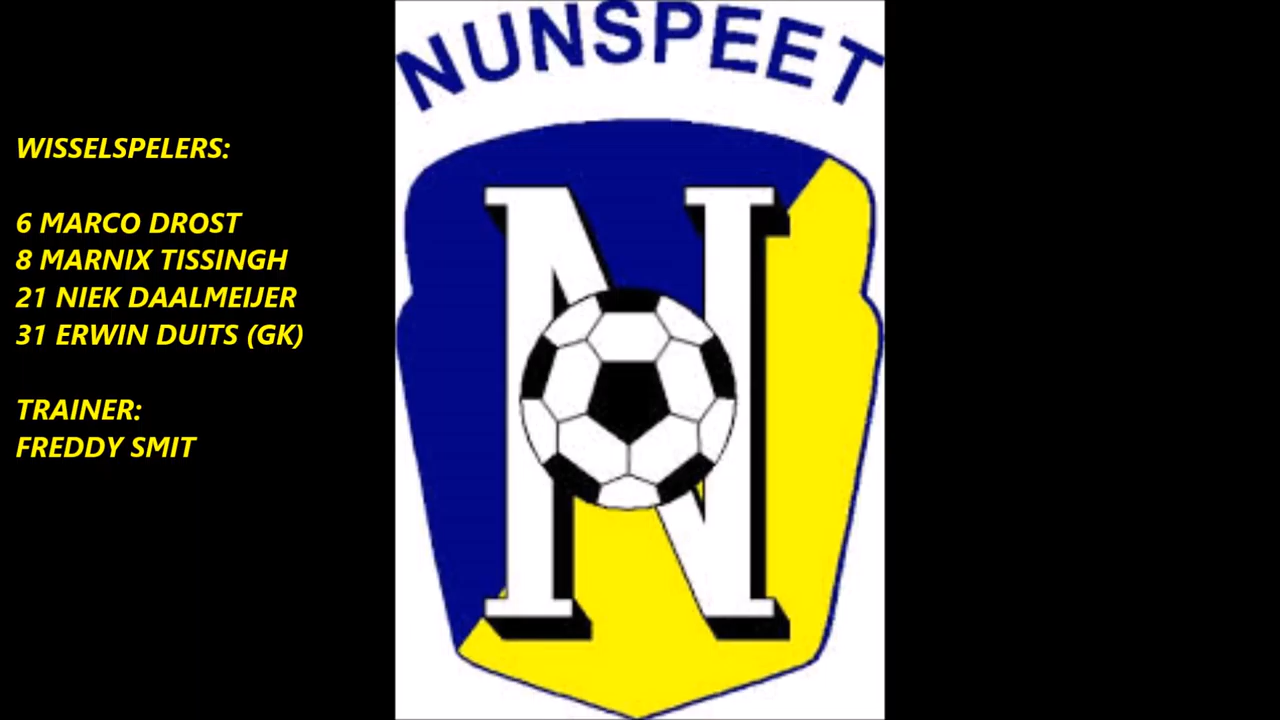 NUNSPEET
WISSELSPELERS:
6 MARCO DROST
8 MARNIX TISSINGH
21 NIEK DAALMEIJER
31 ERWIN DUITS (GK)
TRAINER:
FREDDY SMIT
N